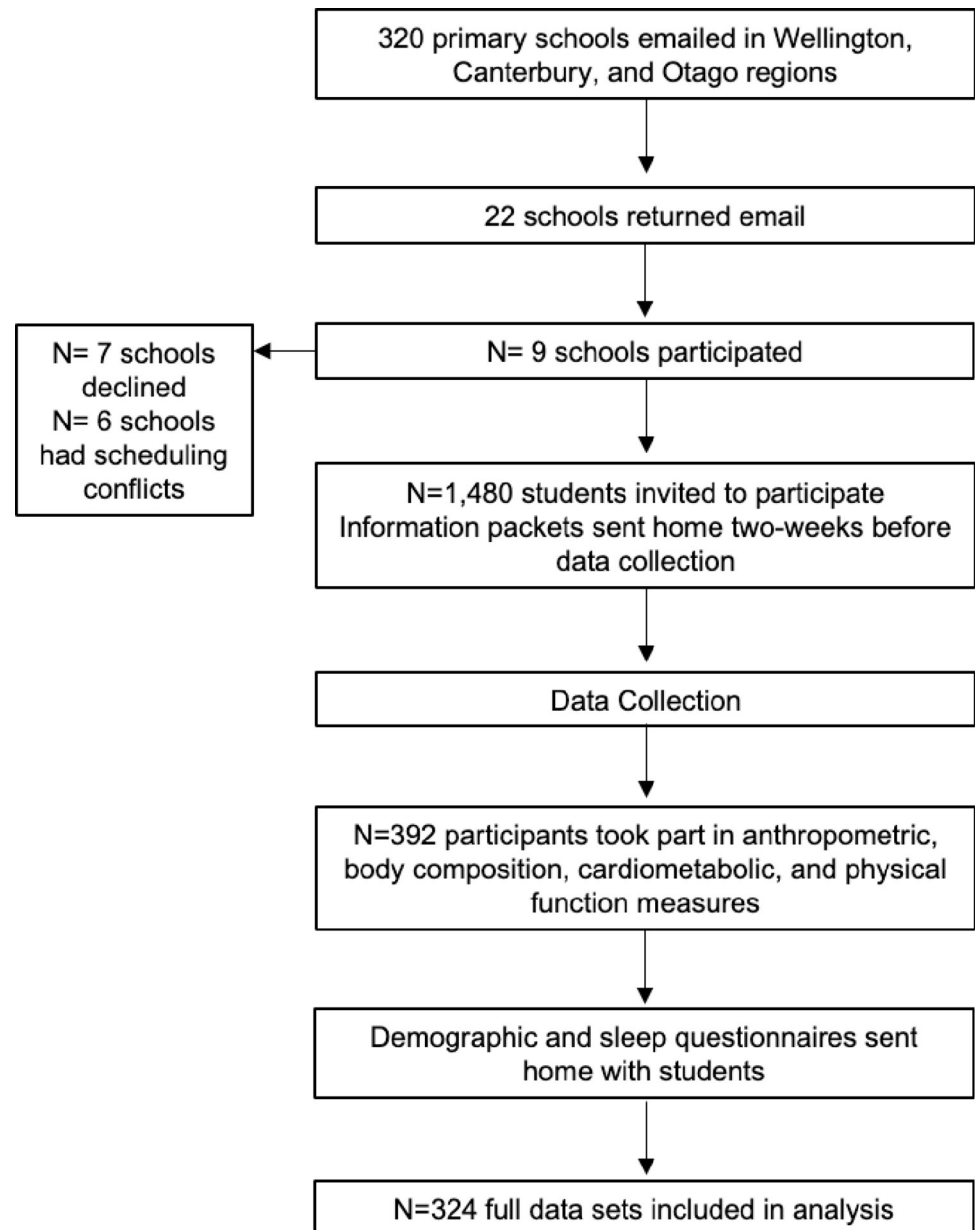 320 primary schools emailed in Wellington,
Canterbury, and Otago regions
22 schools returned email
N= 9 schools participated
N= 7 schools
declined
N= 6 schools
had scheduling
conflicts
N=1,480 students invited to participate
Information packets sent home two-weeks before
data collection
Data Collection
N=392 participants took part in anthropometric,
body composition, cardiometabolic, and physical
function measures
Demographic and sleep questionnaires sent
home with students
N=324 full data sets included in analysis